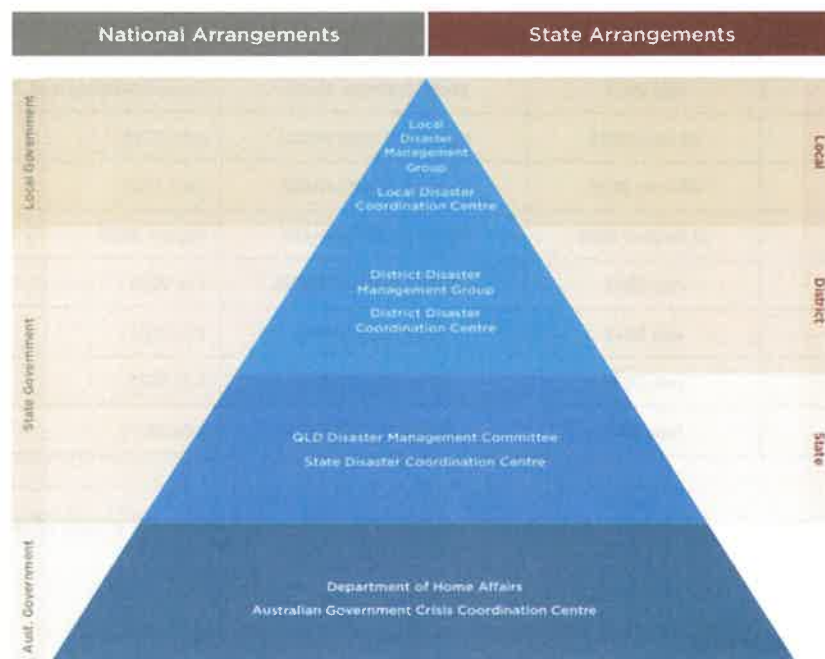 National Arrangements
State Arrangements
Local Government
Local
Disaster
Management
Group
Local Disaster
Coordination Centre
Local
District Disaster
Management Group
District Disaster
Coordination Centre
District
State Government
QLD Disaster Management Committee
State Disaster Coordination Centre
State
Aust. Government
Department of Home Affairs
Australian Government Crisis Coordination Centre